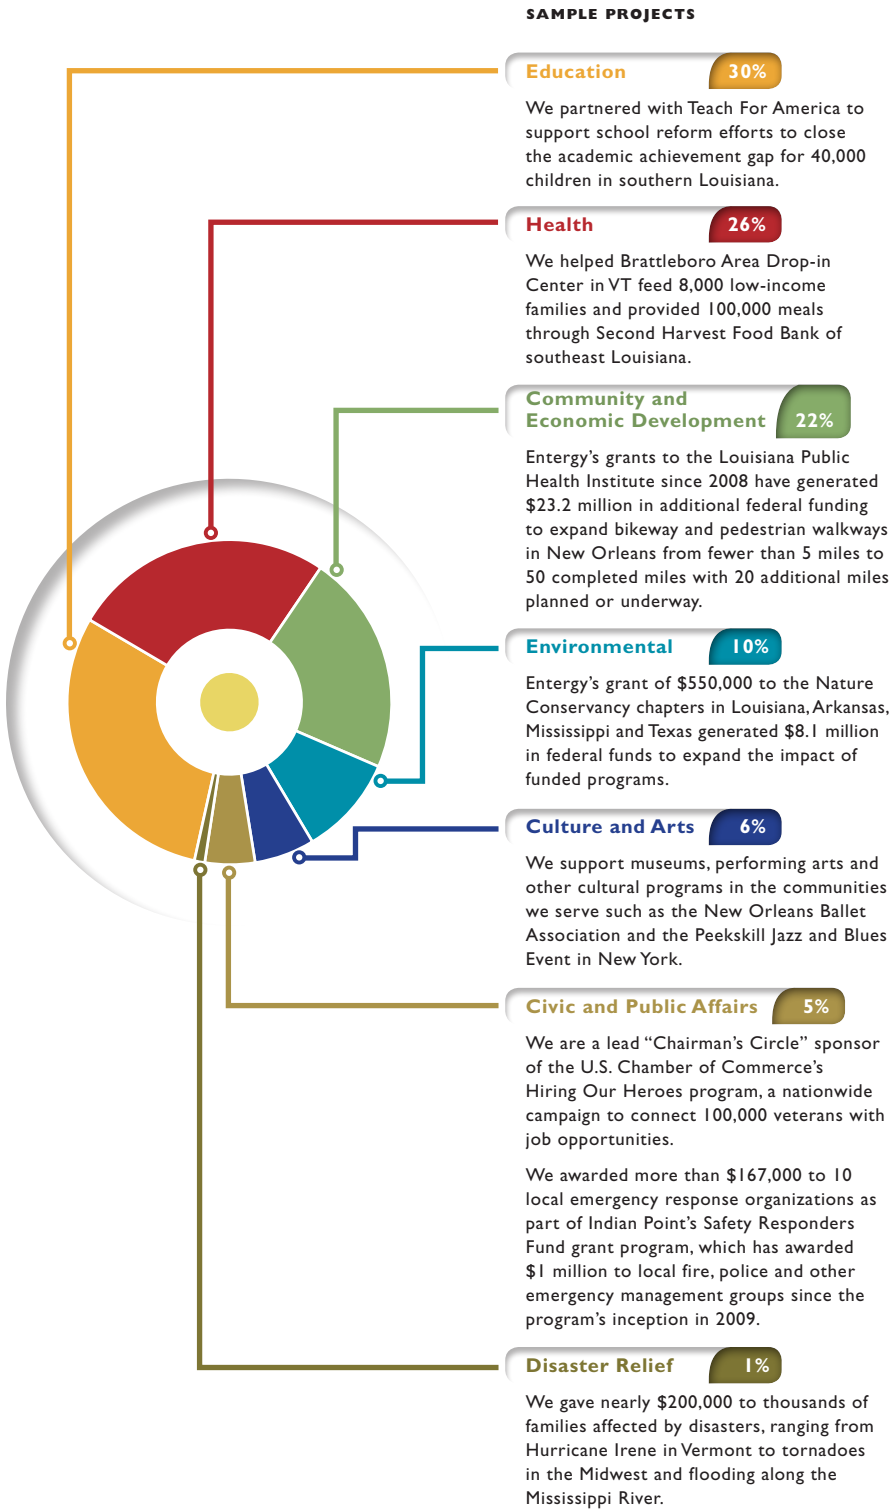 SAMPLE PROJECTS
Education 30%
We partnered with Teach For America to
support school reform efforts to close
the academic achievement gap for 40,000
children in southern Louisiana.
Health 26%
We helped Brattleboro Area Drop-in
Center in VT feed 8,000 low-income
families and provided 100,000 meals
through Second Harvest Food Bank of
southeast Louisiana.
Community and
Economic Development 22%
Entergy’s grants to the Louisiana Public
Health Institute since 2008 have generated
$23.2 million in additional federal funding
to expand bikeway and pedestrian walkways
in New Orleans from fewer than 5 miles to
50 completed miles with 20 additional miles
planned or underway.
Environmental 10%
Entergy’s grant of $550,000 to the Nature
Conservancy chapters in Louisiana, Arkansas,
Mississippi and Texas generated $8.1 million
in federal funds to expand the impact of
funded programs.
Culture and Arts 6%
We support museums, performing arts and
other cultural programs in the communities
we serve such as the New Orleans Ballet
Association and the Peekskill Jazz and Blues
Event in New York.
Civic and Public Affairs 5%
We are a lead “Chairman’s Circle” sponsor
of the U.S. Chamber of Commerce’s
Hiring Our Heroes program, a nationwide
campaign to connect 100,000 veterans with
job opportunities.
We awarded more than $167,000 to 10
local emergency response organizations as
part of Indian Point’s Safety Responders
Fund grant program, which has awarded
$1 million to local fire, police and other
emergency management groups since the
program’s inception in 2009.
Disaster Relief 1%
We gave nearly $200,000 to thousands of
families affected by disasters, ranging from
Hurricane Irene in Vermont to tornadoes
in the Midwest and flooding along the
Mississippi River.